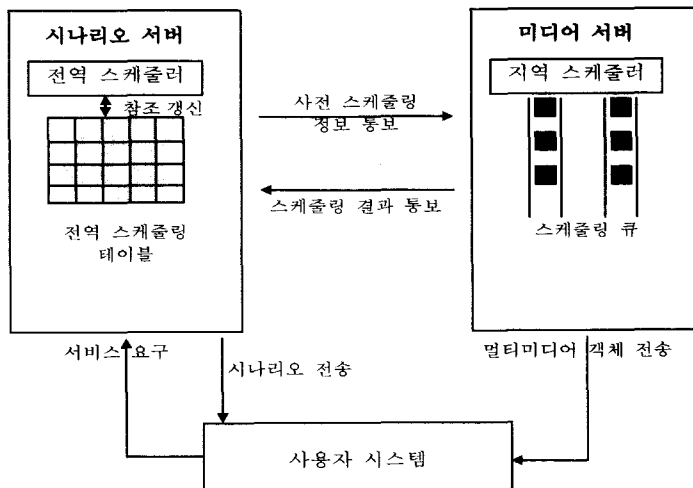 시나리오 서버
전역 스케줄러
참조 갱신
전역 스케줄링
테이블
사전 스케줄링
정보 통보
스케줄링 결과 통보
미디어 서버
지역 스케줄러
스케줄링 큐
서비스 요구
시나리오 전송
멀티미디어 객체 전송
사용자 시스템